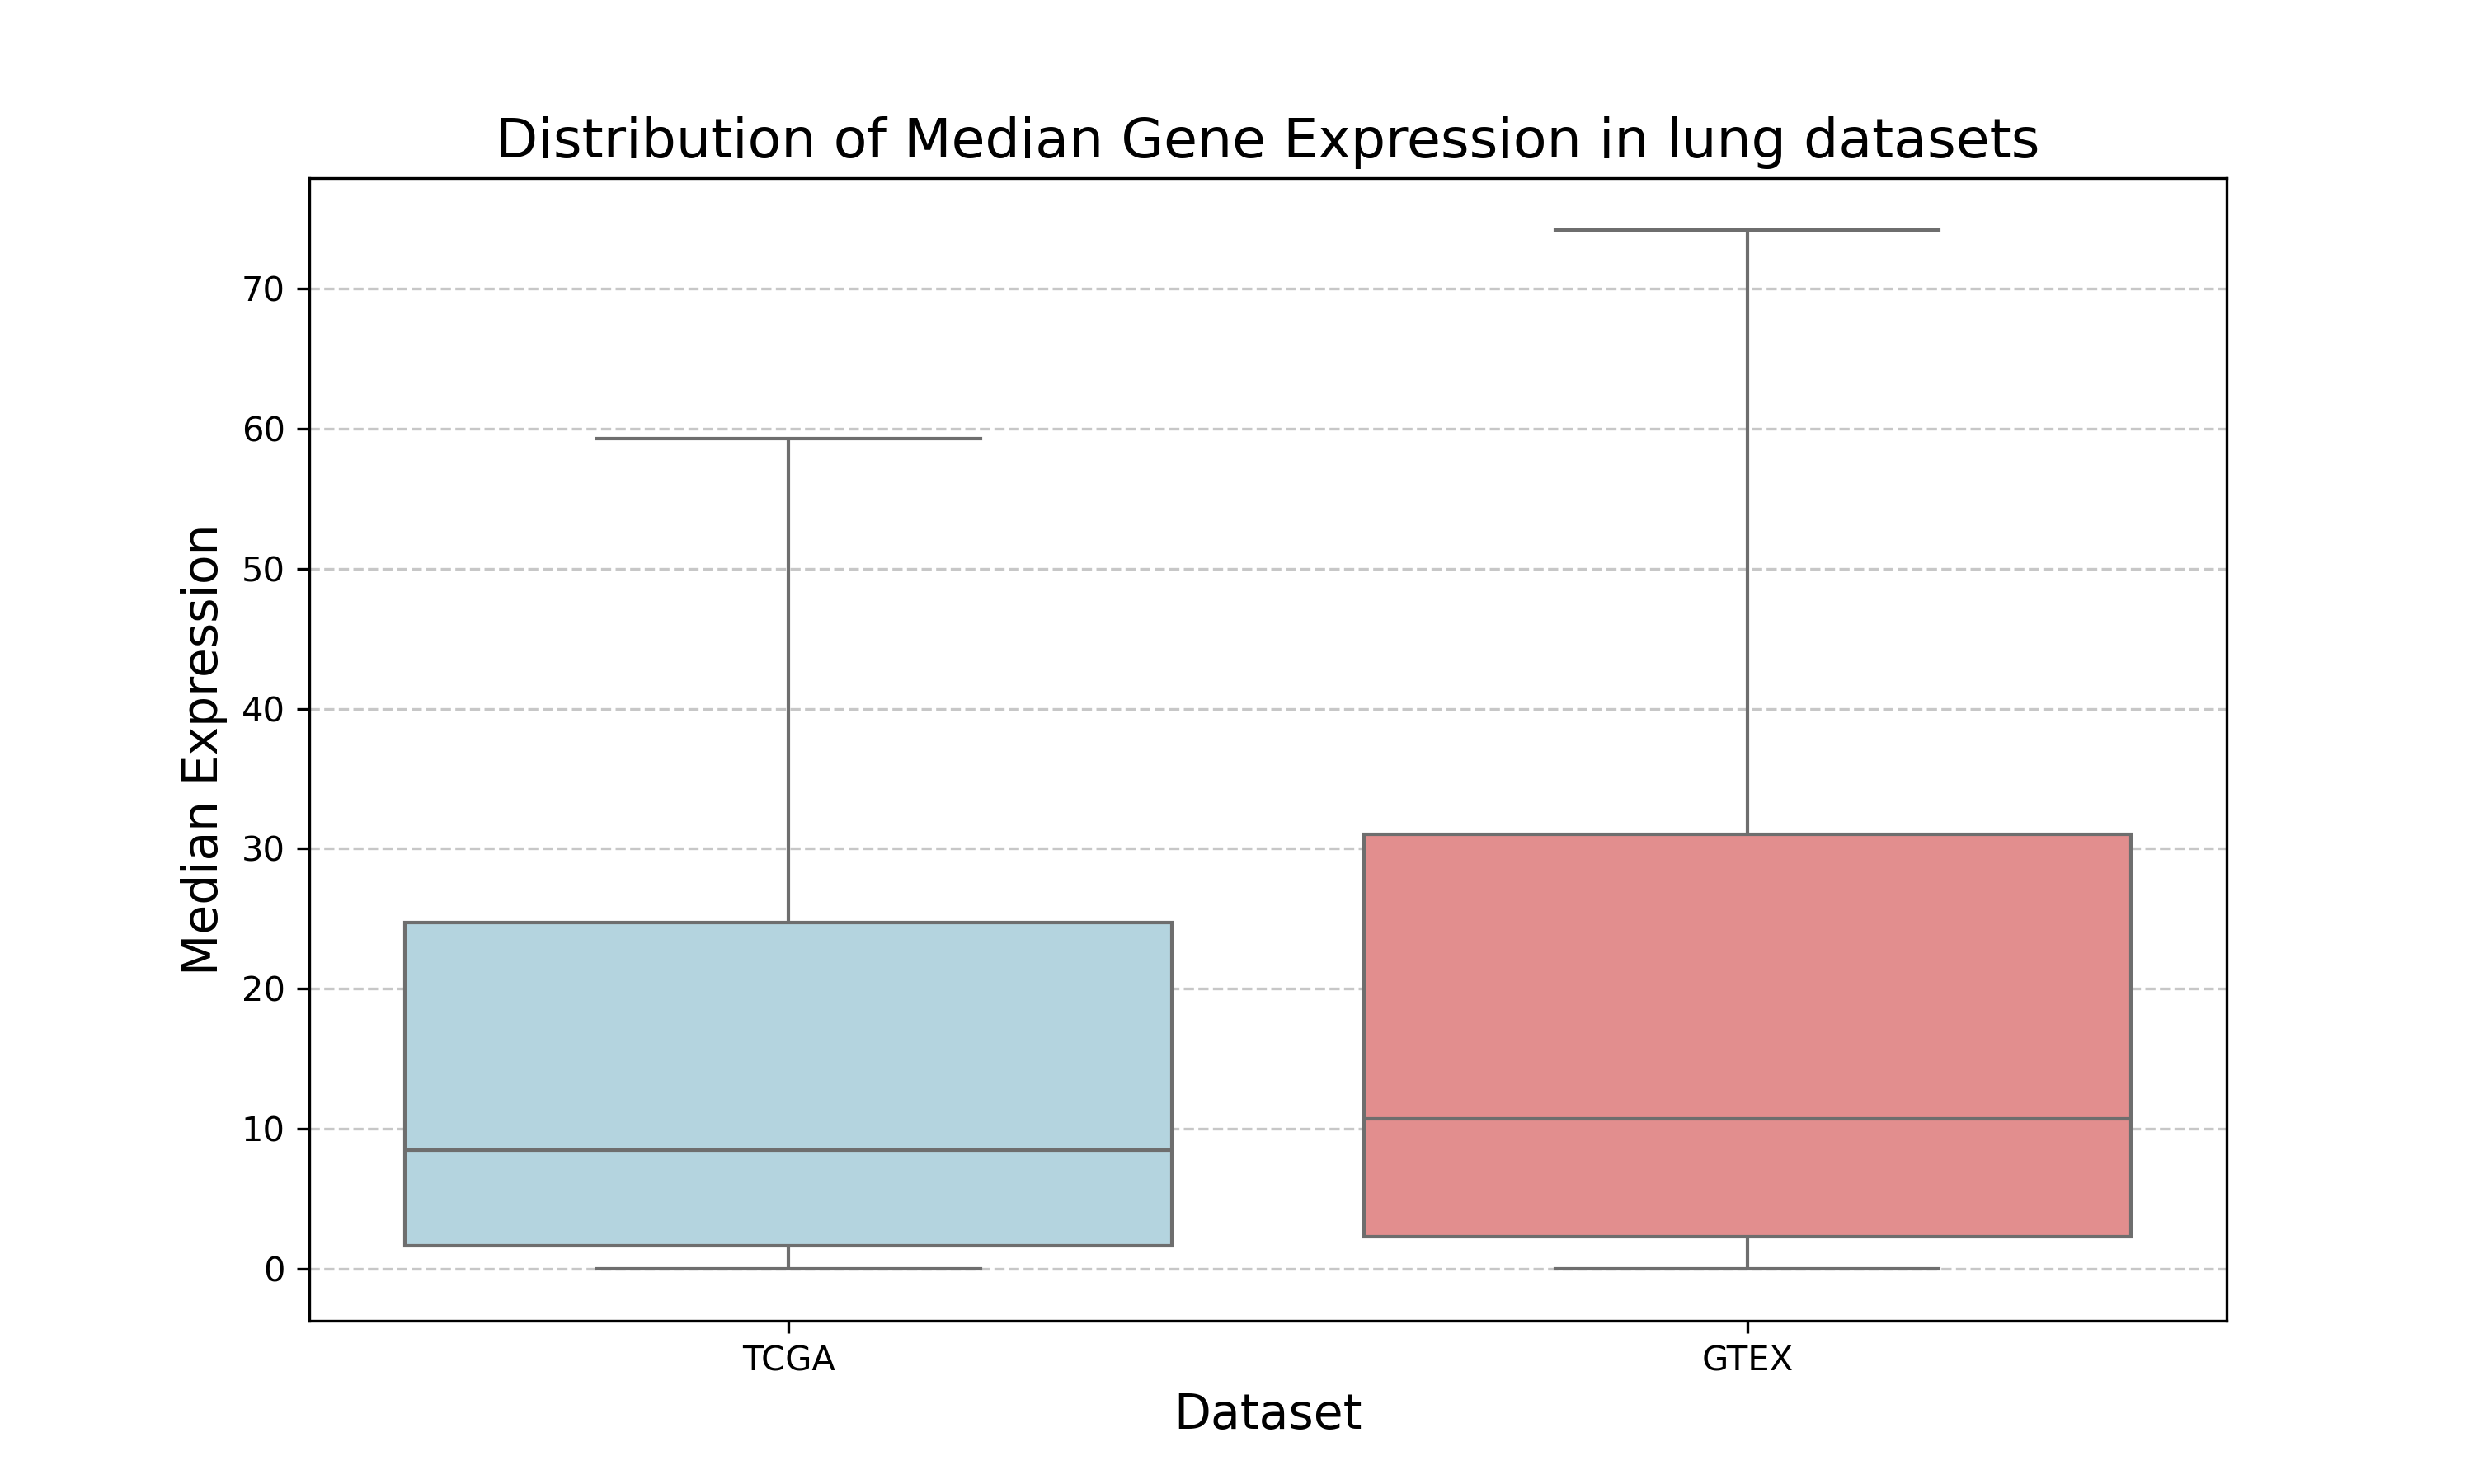 Distribution of Median Gene Expression in lung datasets
Median Expression
70
60
50
40
30
20
10
0
TCGA
GTEX
Dataset